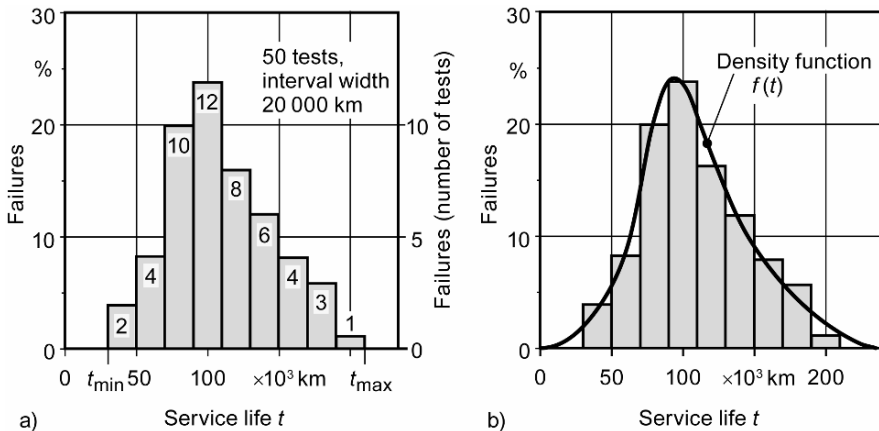 30
%
20
10
0
Failures
50 tests,
interval width
20 000 km
2
4
10
12
8
6
4
3
1
10
5
0
Failures (number of tests)
0
tmin
50
100
×10³ km
tmax
Service life t
a)
30
%
20
10
0
Failures
Density function
f(t)
0
50
100
×10³ km
200
Service life t
b)